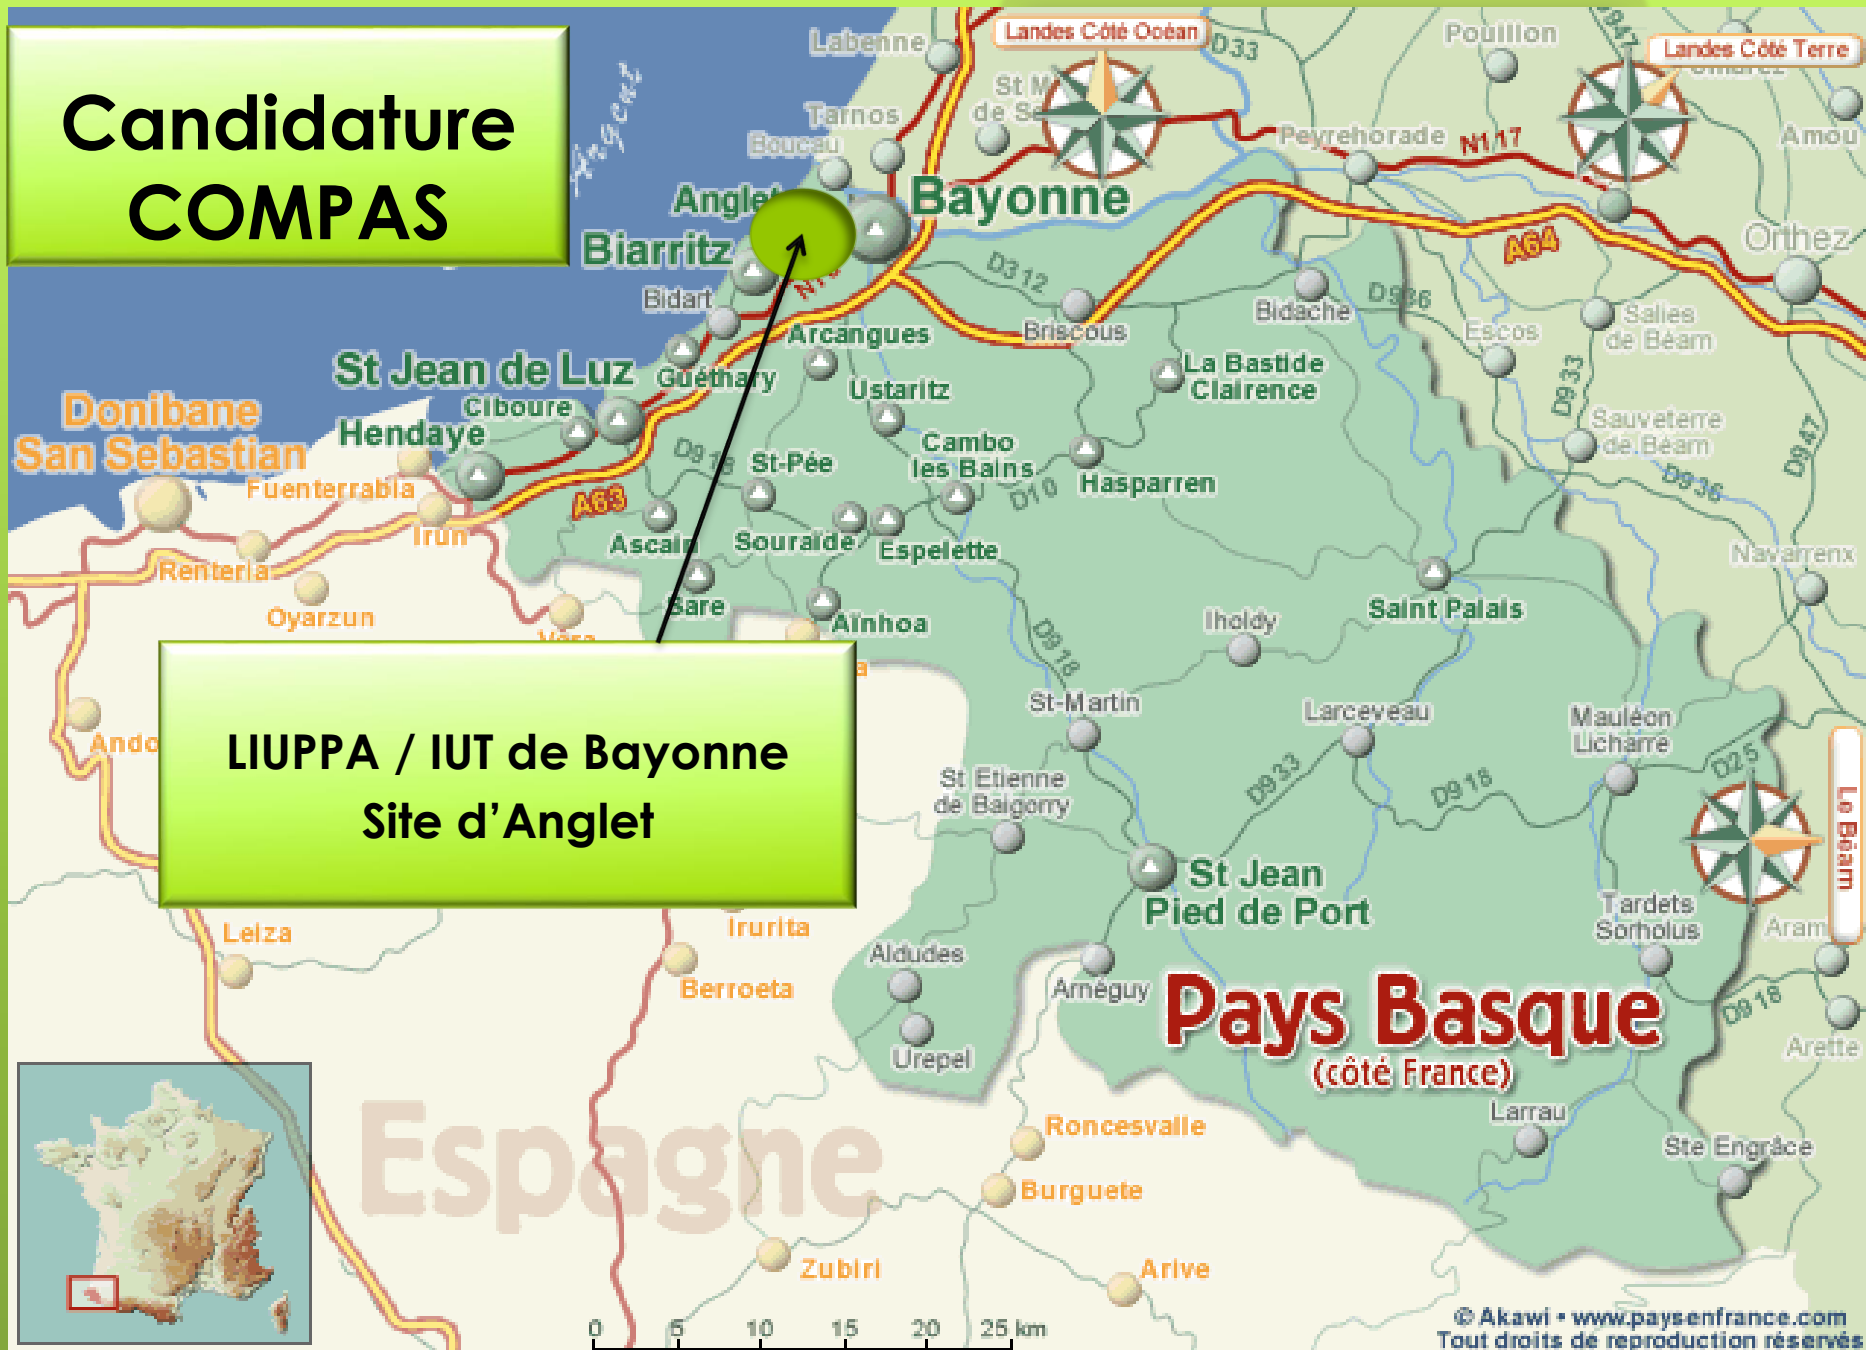 Candidature
COMPAS
LIUPPA / IUT de Bayonne
Site d’Anglet
Landes Côté Océan
Landes Côté Terre
Le Béarn
Labenne
D33
Pouillon
D947
Tarnos
Boucau
Peyrehorade
N117
Amou
Anglet
Bayonne
Biarritz
A64
Orthez
D312
Bidart
Briscous
Bidache
D936
Escos
Salies
de Béarn
Arcangues
St Jean de Luz
Guéthary
Ustaritz
La Bastide
Clairence
D933
Donibane
San Sebastian
Ciboure
Hendaye
Cambo
les Bains
Sauveterre
de Béarn
D947
D918
St-Pée
D10
Hasparren
D936
Fuenterrabia
A63
Irun
Ascain
Souraïde
Espelette
Navarrenx
Renteria
Oyarzun
Sare
Aïnhoa
Vera
Iholdy
Saint Palais
D918
St-Martin
Larceveau
Mauléon
Licharre
Ando
D25
St Etienne
de Baigorry
D933
D918
St Jean
Pied de Port
Tardets
Sorholus
Aram
Leiza
Irurita
Aldudes
Berroeta
Arnéguy
Pays Basque
(côté France)
D918
Arette
Urepel
Espagne
Roncesvalle
Larrau
Ste Engrâce
Burguete
Zubiri
Arive
0 5 10 15 20 25 km
© Akawi • www.paysenfrance.com
Tout droits de reproduction réservés